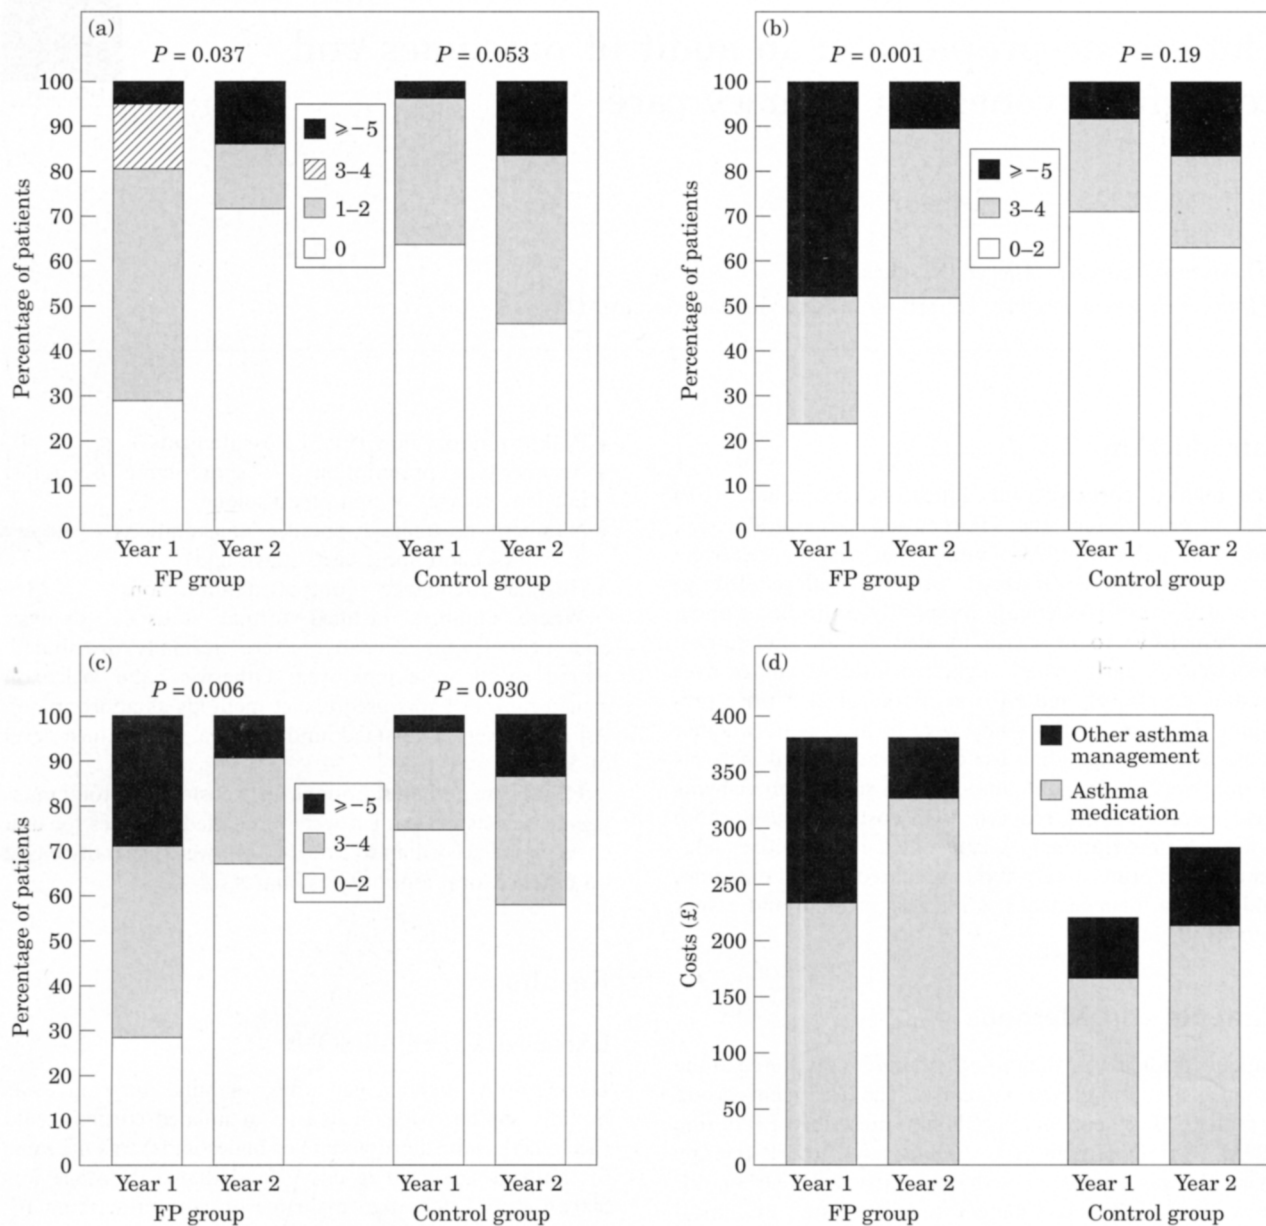 (a)
P = 0.037 P = 0.053
Percentage of patients
100
90
80
70
60
50
40
30
20
10
0
⩾–5
3–4
1–2
0
Year 1 Year 2 Year 1 Year 2
FP group Control group
(b)
P = 0.001 P = 0.19
Percentage of patients
100
90
80
70
60
50
40
30
20
10
0
⩾–5
3–4
0–2
Year 1 Year 2 Year 1 Year 2
FP group Control group
(c)
P = 0.006 P = 0.030
Percentage of patients
100
90
80
70
60
50
40
30
20
10
0
⩾–5
3–4
0–2
Year 1 Year 2 Year 1 Year 2
FP group Control group
(d)
Costs (£)
400
350
300
250
200
150
100
50
0
Other asthma
management
Asthma
medication
Year 1 Year 2 Year 1 Year 2
FP group Control group